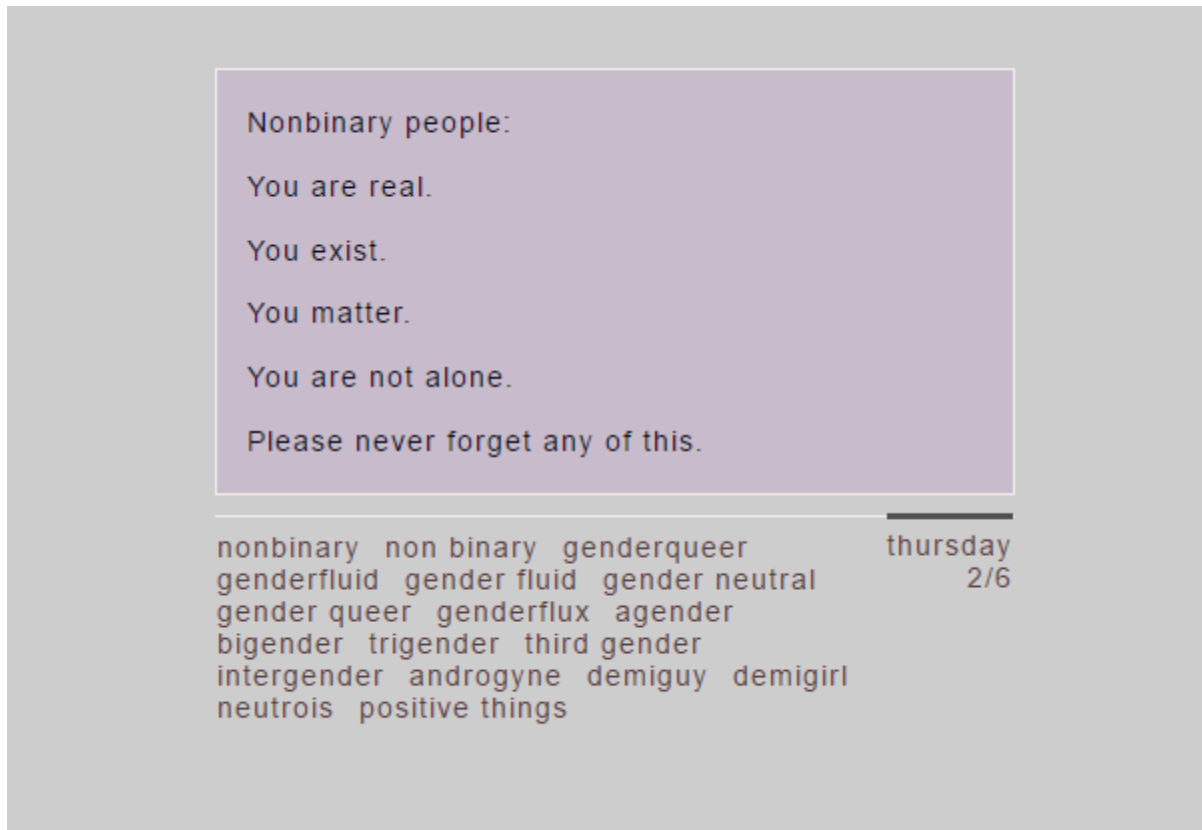 Nonbinary people:
You are real.
You exist.
You matter.
You are not alone.
Please never forget any of this.
nonbinary non binary genderqueer
genderfluid gender fluid gender neutral
gender queer genderflux agender
bigender trigender third gender
intergender androgyne demiguy demigirl
neutrois positive things
thursday
2/6